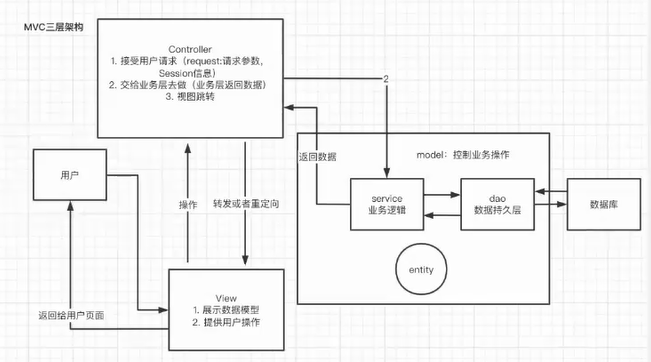 MVC三层架构
Controller
1. 接受用户请求（request:请求参数,
Session信息）
2. 交给业务层去做（业务层返回数据）
3. 视图跳转
2
返回数据
model：控制业务操作
用户
操作
转发或者重定向
service
业务逻辑
dao
数据持久层
数据库
entity
View
1. 展示数据模型
2. 提供用户操作
返回给用户页面